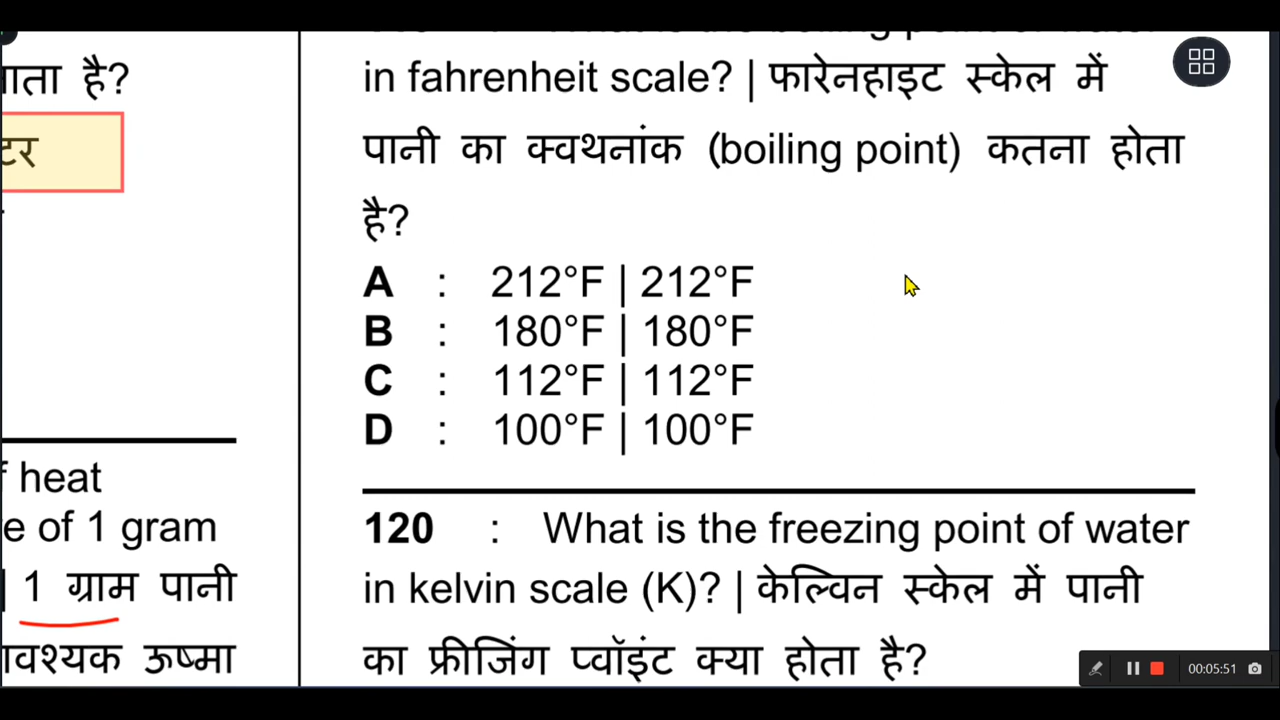 ाता है?
टर
f heat
e of 1 gram
1 ग्राम पानी
ावश्यक ऊष्मा
in fahrenheit scale? | फारेनहाइट स्केल में
पानी का क्वथनांक (boiling point) कतना होता
है?
A : 212°F | 212°F
B : 180°F | 180°F
C : 112°F | 112°F
D : 100°F | 100°F
120 : What is the freezing point of water
in kelvin scale (K)? | केल्विन स्केल में पानी
का फ्रीजिंग प्वॉइंट क्या होता है?
00:05:51